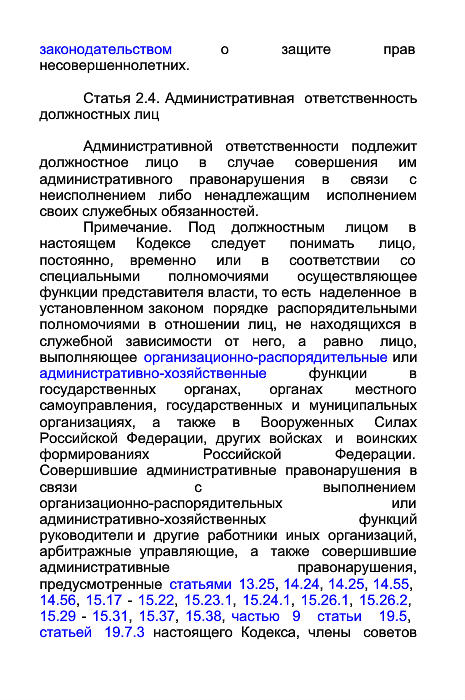 законодательством о защите прав
несовершеннолетних.
Статья 2.4. Административная ответственность
должностных лиц
Административной ответственности подлежит
должностное лицо в случае совершения им
административного правонарушения в связи с
неисполнением либо ненадлежащим исполнением
своих служебных обязанностей.
Примечание. Под должностным лицом в
настоящем Кодексе следует понимать лицо,
постоянно, временно или в соответствии со
специальными полномочиями осуществляющее
функции представителя власти, то есть наделенное в
установленном законом порядке распорядительными
полномочиями в отношении лиц, не находящихся в
служебной зависимости от него, а равно лицо,
выполняющее организационно-распорядительные или
административно-хозяйственные функции в
государственных органах, органах местного
самоуправления, государственных и муниципальных
организациях, а также в Вооруженных Силах
Российской Федерации, других войсках и воинских
формированиях Российской Федерации.
Совершившие административные правонарушения в
связи с выполнением
организационно-распорядительных или
административно-хозяйственных функций
руководители и другие работники иных организаций,
арбитражные управляющие, а также совершившие
административные правонарушения,
предусмотренные статьями 13.25, 14.24, 14.25, 14.55,
14.56, 15.17 - 15.22, 15.23.1, 15.24.1, 15.26.1, 15.26.2,
15.29 - 15.31, 15.37, 15.38, частью 9 статьи 19.5,
статьей 19.7.3 настоящего Кодекса, члены советов